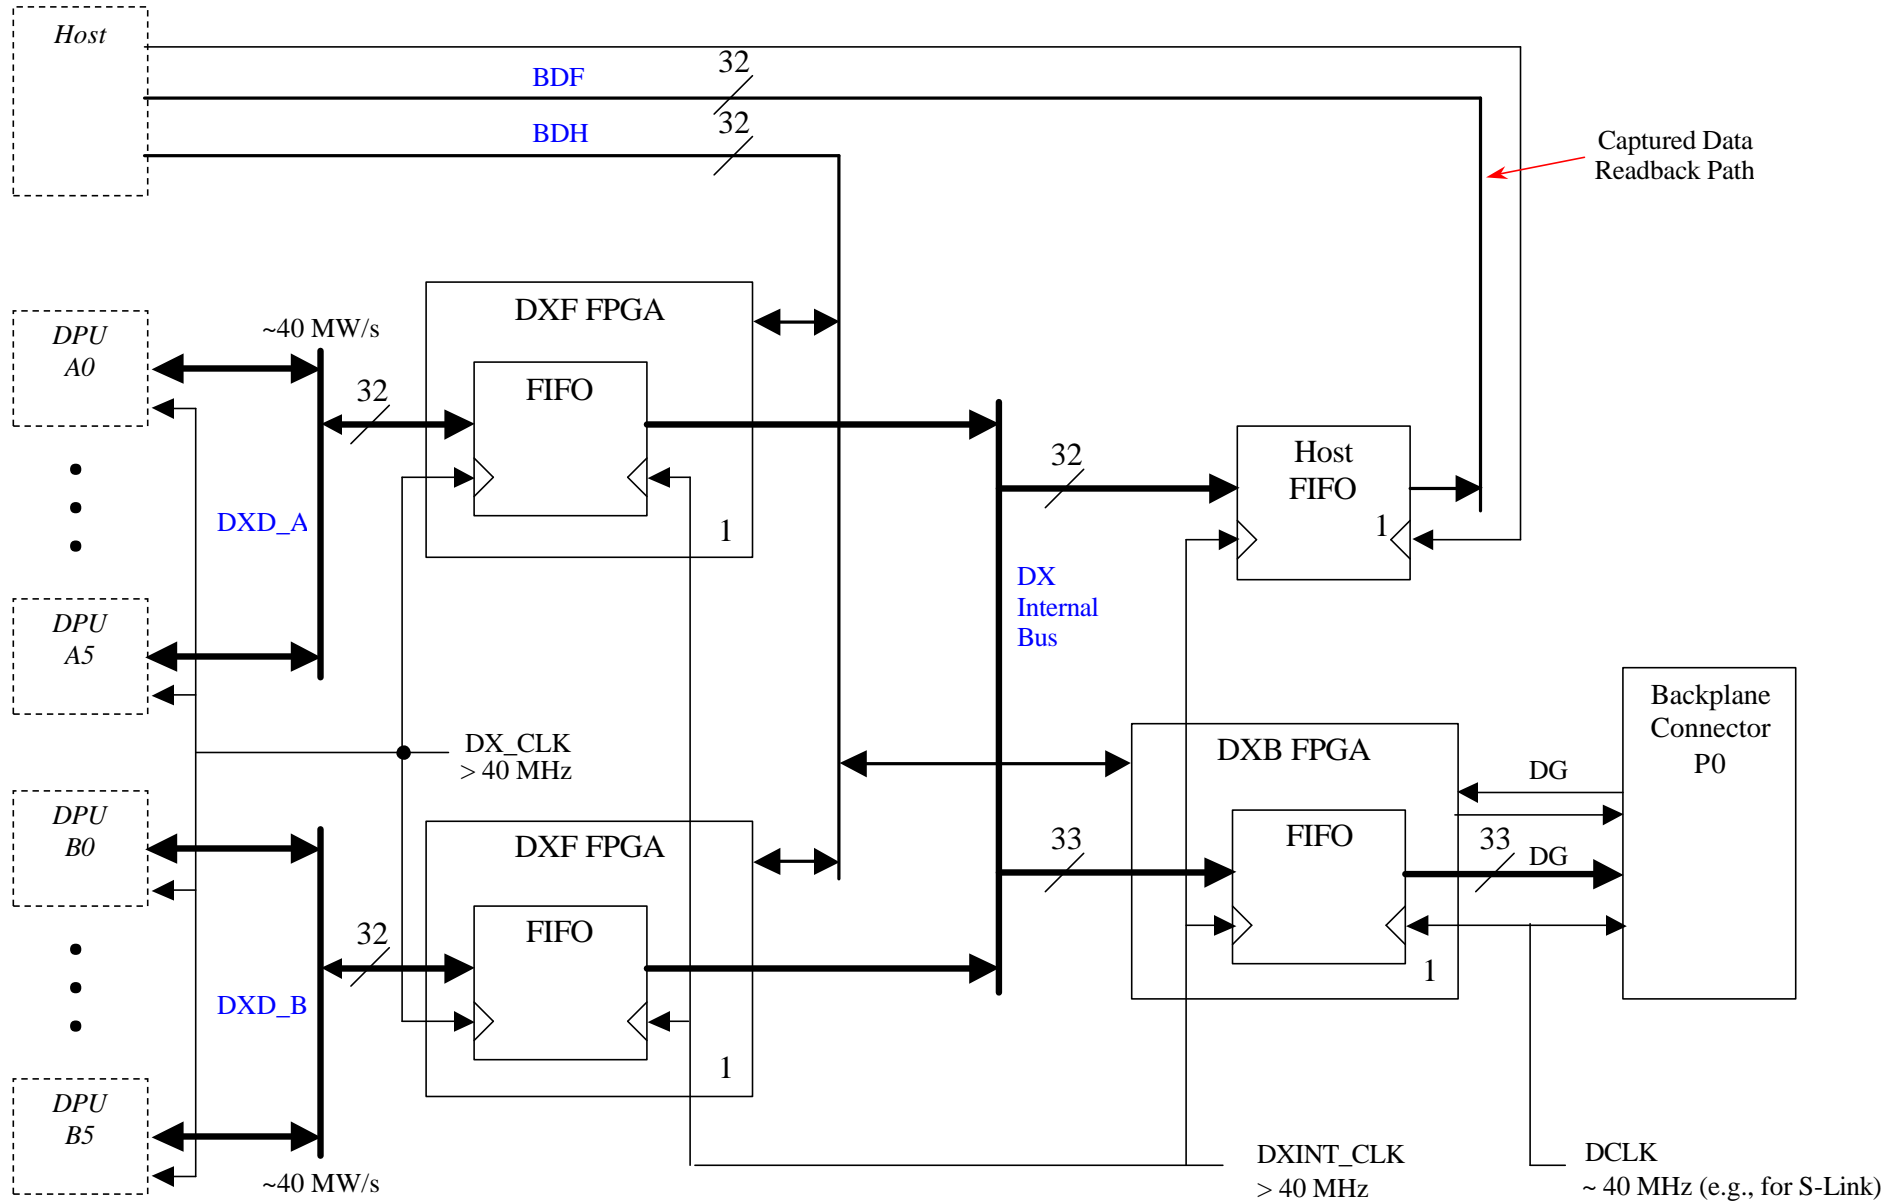 Host
32
BDF
32
BDH
Captured Data
Readback Path
DXF FPGA
DPU
A0
~40 MW/s
FIFO
32
Host
FIFO
32
DXD_A
1
1
DX
Internal
Bus
DPU
A5
Backplane
Connector
P0
DX_CLK
> 40 MHz
DXB FPGA
DG
DPU
B0
DXF FPGA
33
FIFO
33
DG
32
FIFO
DXD_B
1
1
DPU
B5
~40 MW/s
DXINT_CLK
> 40 MHz
DCLK
~ 40 MHz (e.g., for S-Link)